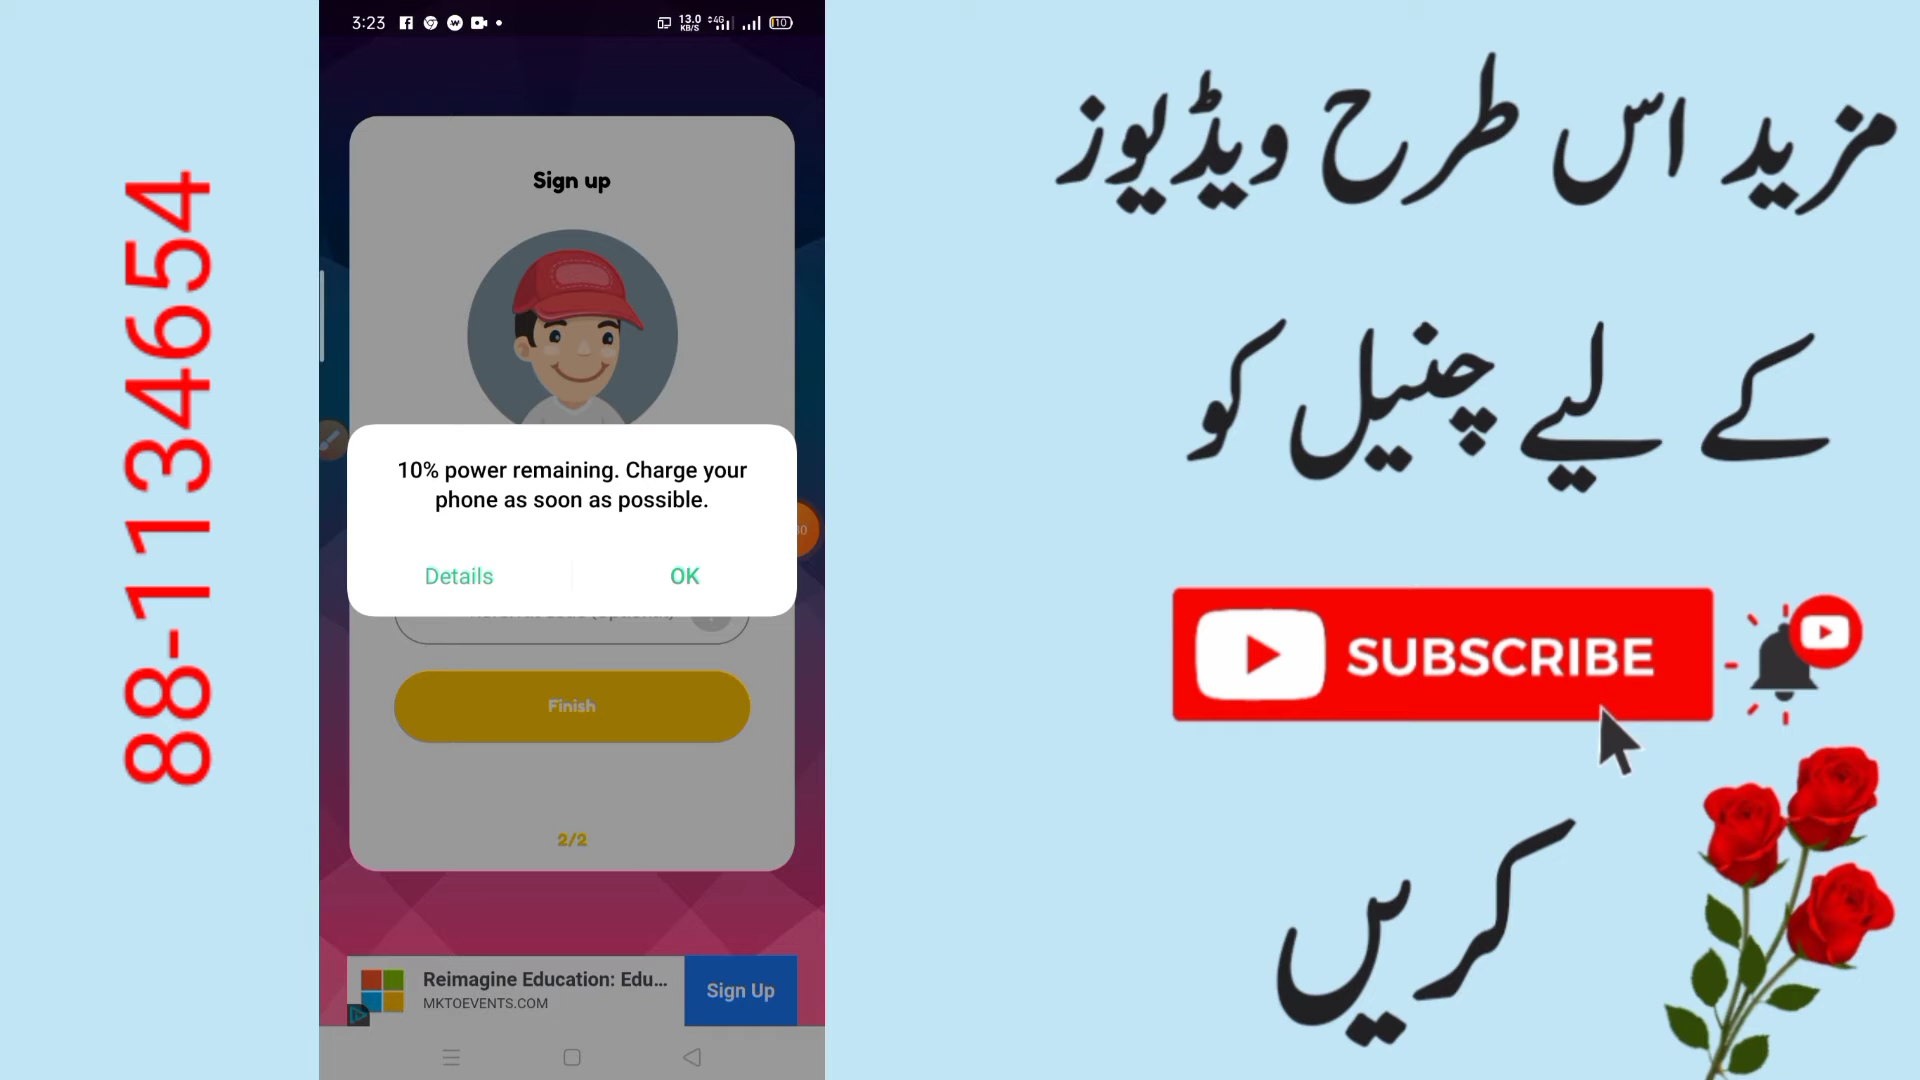 88-1134654
3:23
13.0 KB/S
4G
10
Sign up
10% power remaining. Charge your
phone as soon as possible.
Details
OK
Finish
2/2
Reimagine Education: Edu...
MKTOEVENTS.COM
Sign Up
مزید اس طرح ویڈیوز
کے لیے چنیل کو
SUBSCRIBE
کریں